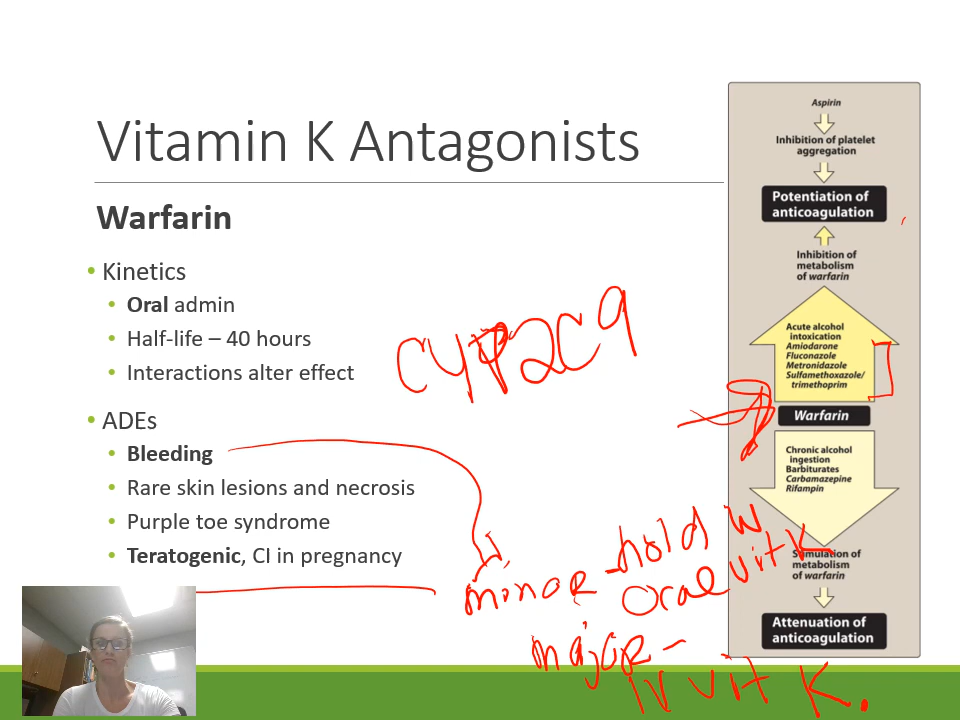 Vitamin K Antagonists
Warfarin
• Kinetics
• Oral admin
• Half-life – 40 hours
• Interactions alter effect
• ADEs
• Bleeding
• Rare skin lesions and necrosis
• Purple toe syndrome
• Teratogenic, CI in pregnancy
CYP2C9
minor - hold w
oral vit K
major -
IV vit K.
Aspirin
Inhibition of platelet
aggregation
Potentiation of
anticoagulation
Inhibition of
metabolism
of warfarin
Acute alcohol
intoxication
Amiodarone
Fluconazole
Metronidazole
Sulfamethoxazole/
trimethoprim
Warfarin
Chronic alcohol
ingestion
Barbiturates
Carbamazepine
Rifampin
Stimulation of
metabolism
of warfarin
Attenuation of
anticoagulation